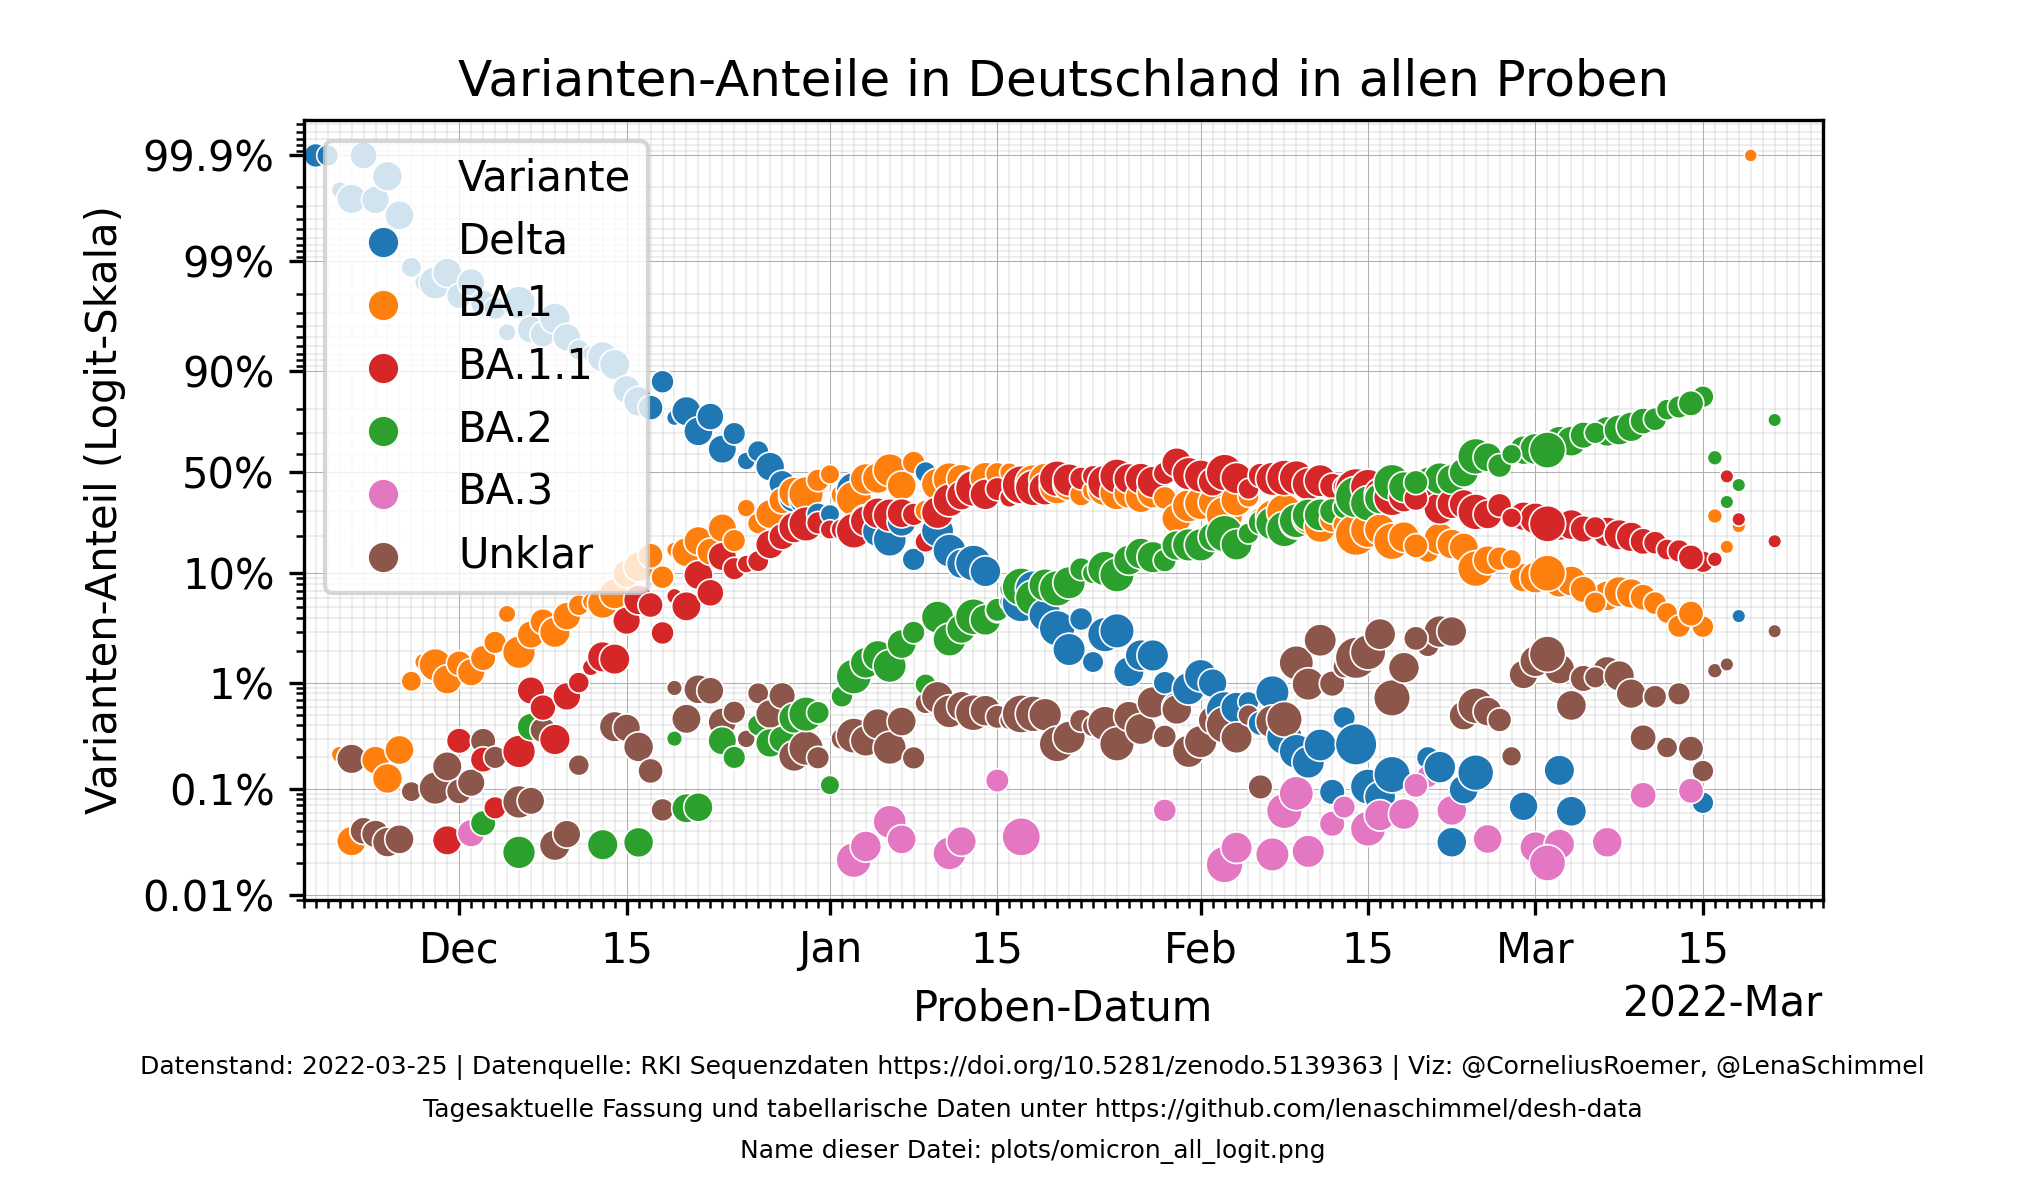 Varianten-Anteile in Deutschland in allen Proben
Varianten-Anteil (Logit-Skala)
99.9%
99%
90%
50%
10%
1%
0.1%
0.01%
Variante
Delta
BA.1
BA.1.1
BA.2
BA.3
Unklar
Dec
15
Jan
15
Feb
15
Mar
15
2022-Mar
Proben-Datum
Datenstand: 2022-03-25 | Datenquelle: RKI Sequenzdaten https://doi.org/10.5281/zenodo.5139363 | Viz: @CorneliusRoemer, @LenaSchimmel
Tagesaktuelle Fassung und tabellarische Daten unter https://github.com/lenaschimmel/desh-data
Name dieser Datei: plots/omicron_all_logit.png